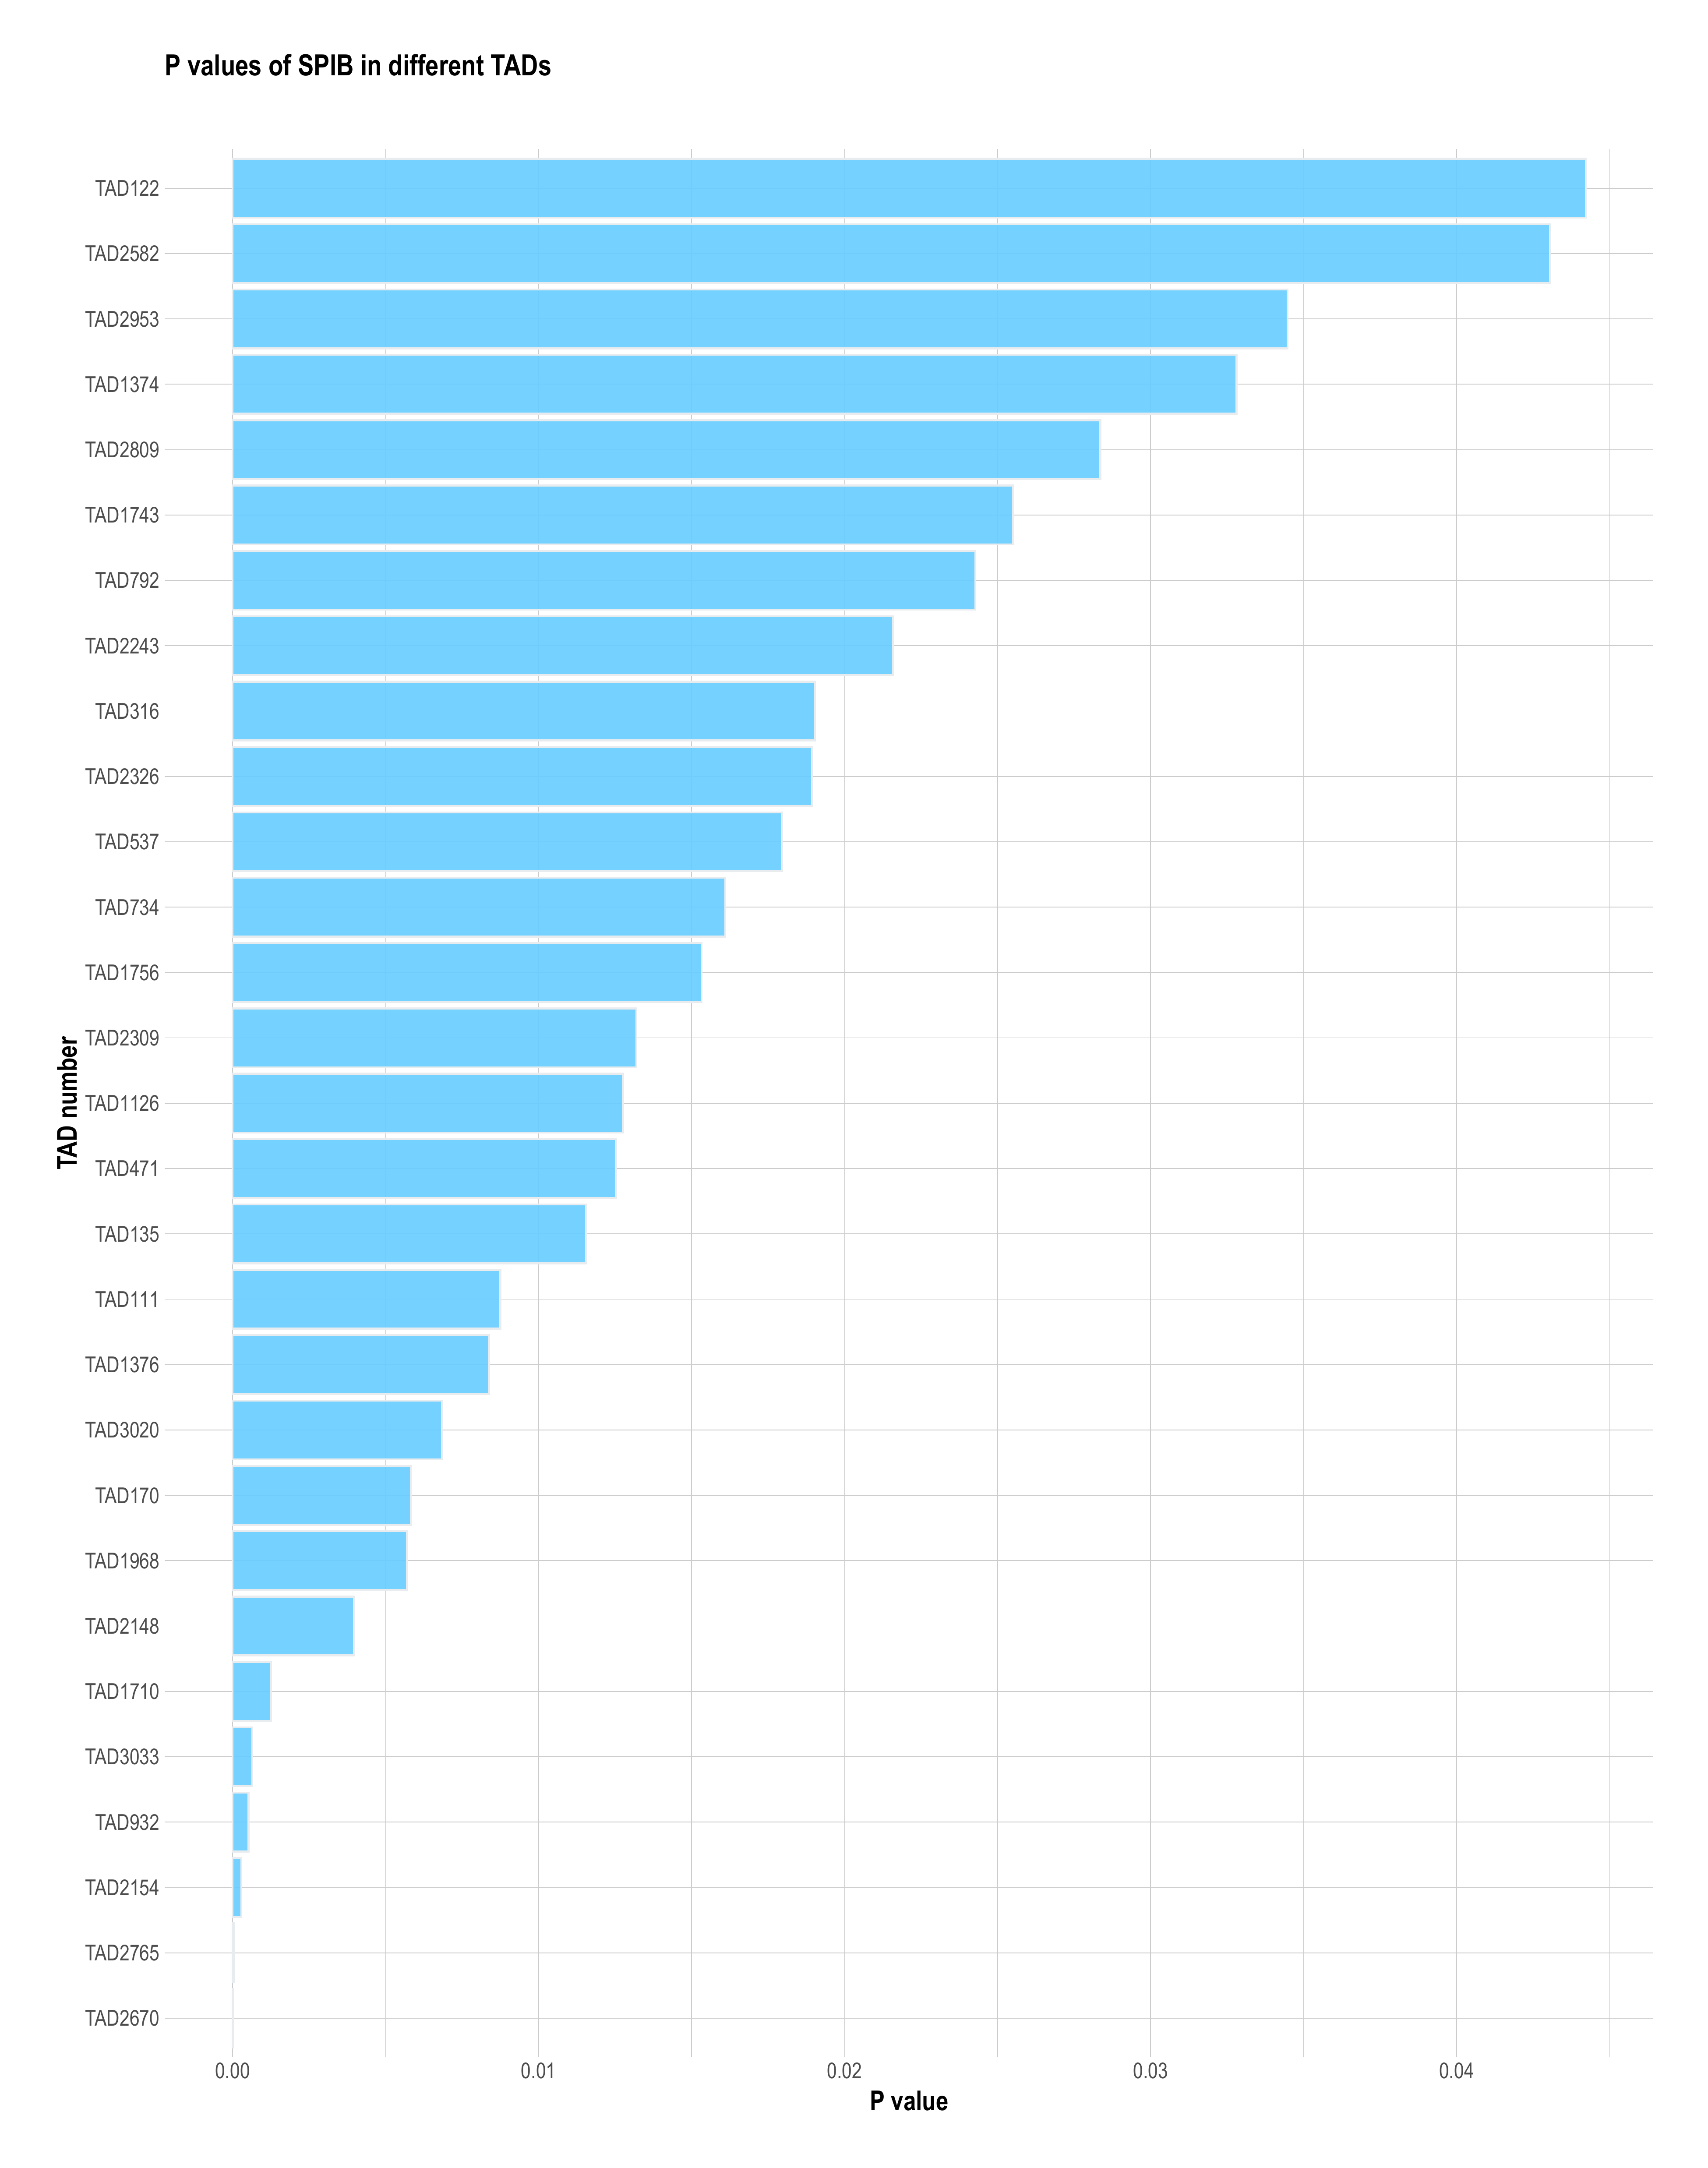 P values of SPIB in different TADs
TAD122
TAD2582
TAD2953
TAD1374
TAD2809
TAD1743
TAD792
TAD2243
TAD316
TAD2326
TAD537
TAD734
TAD1756
TAD2309
TAD1126
TAD471
TAD135
TAD111
TAD1376
TAD3020
TAD170
TAD1968
TAD2148
TAD1710
TAD3033
TAD932
TAD2154
TAD2765
TAD2670
TAD number
0.00 0.01 0.02 0.03 0.04
P value